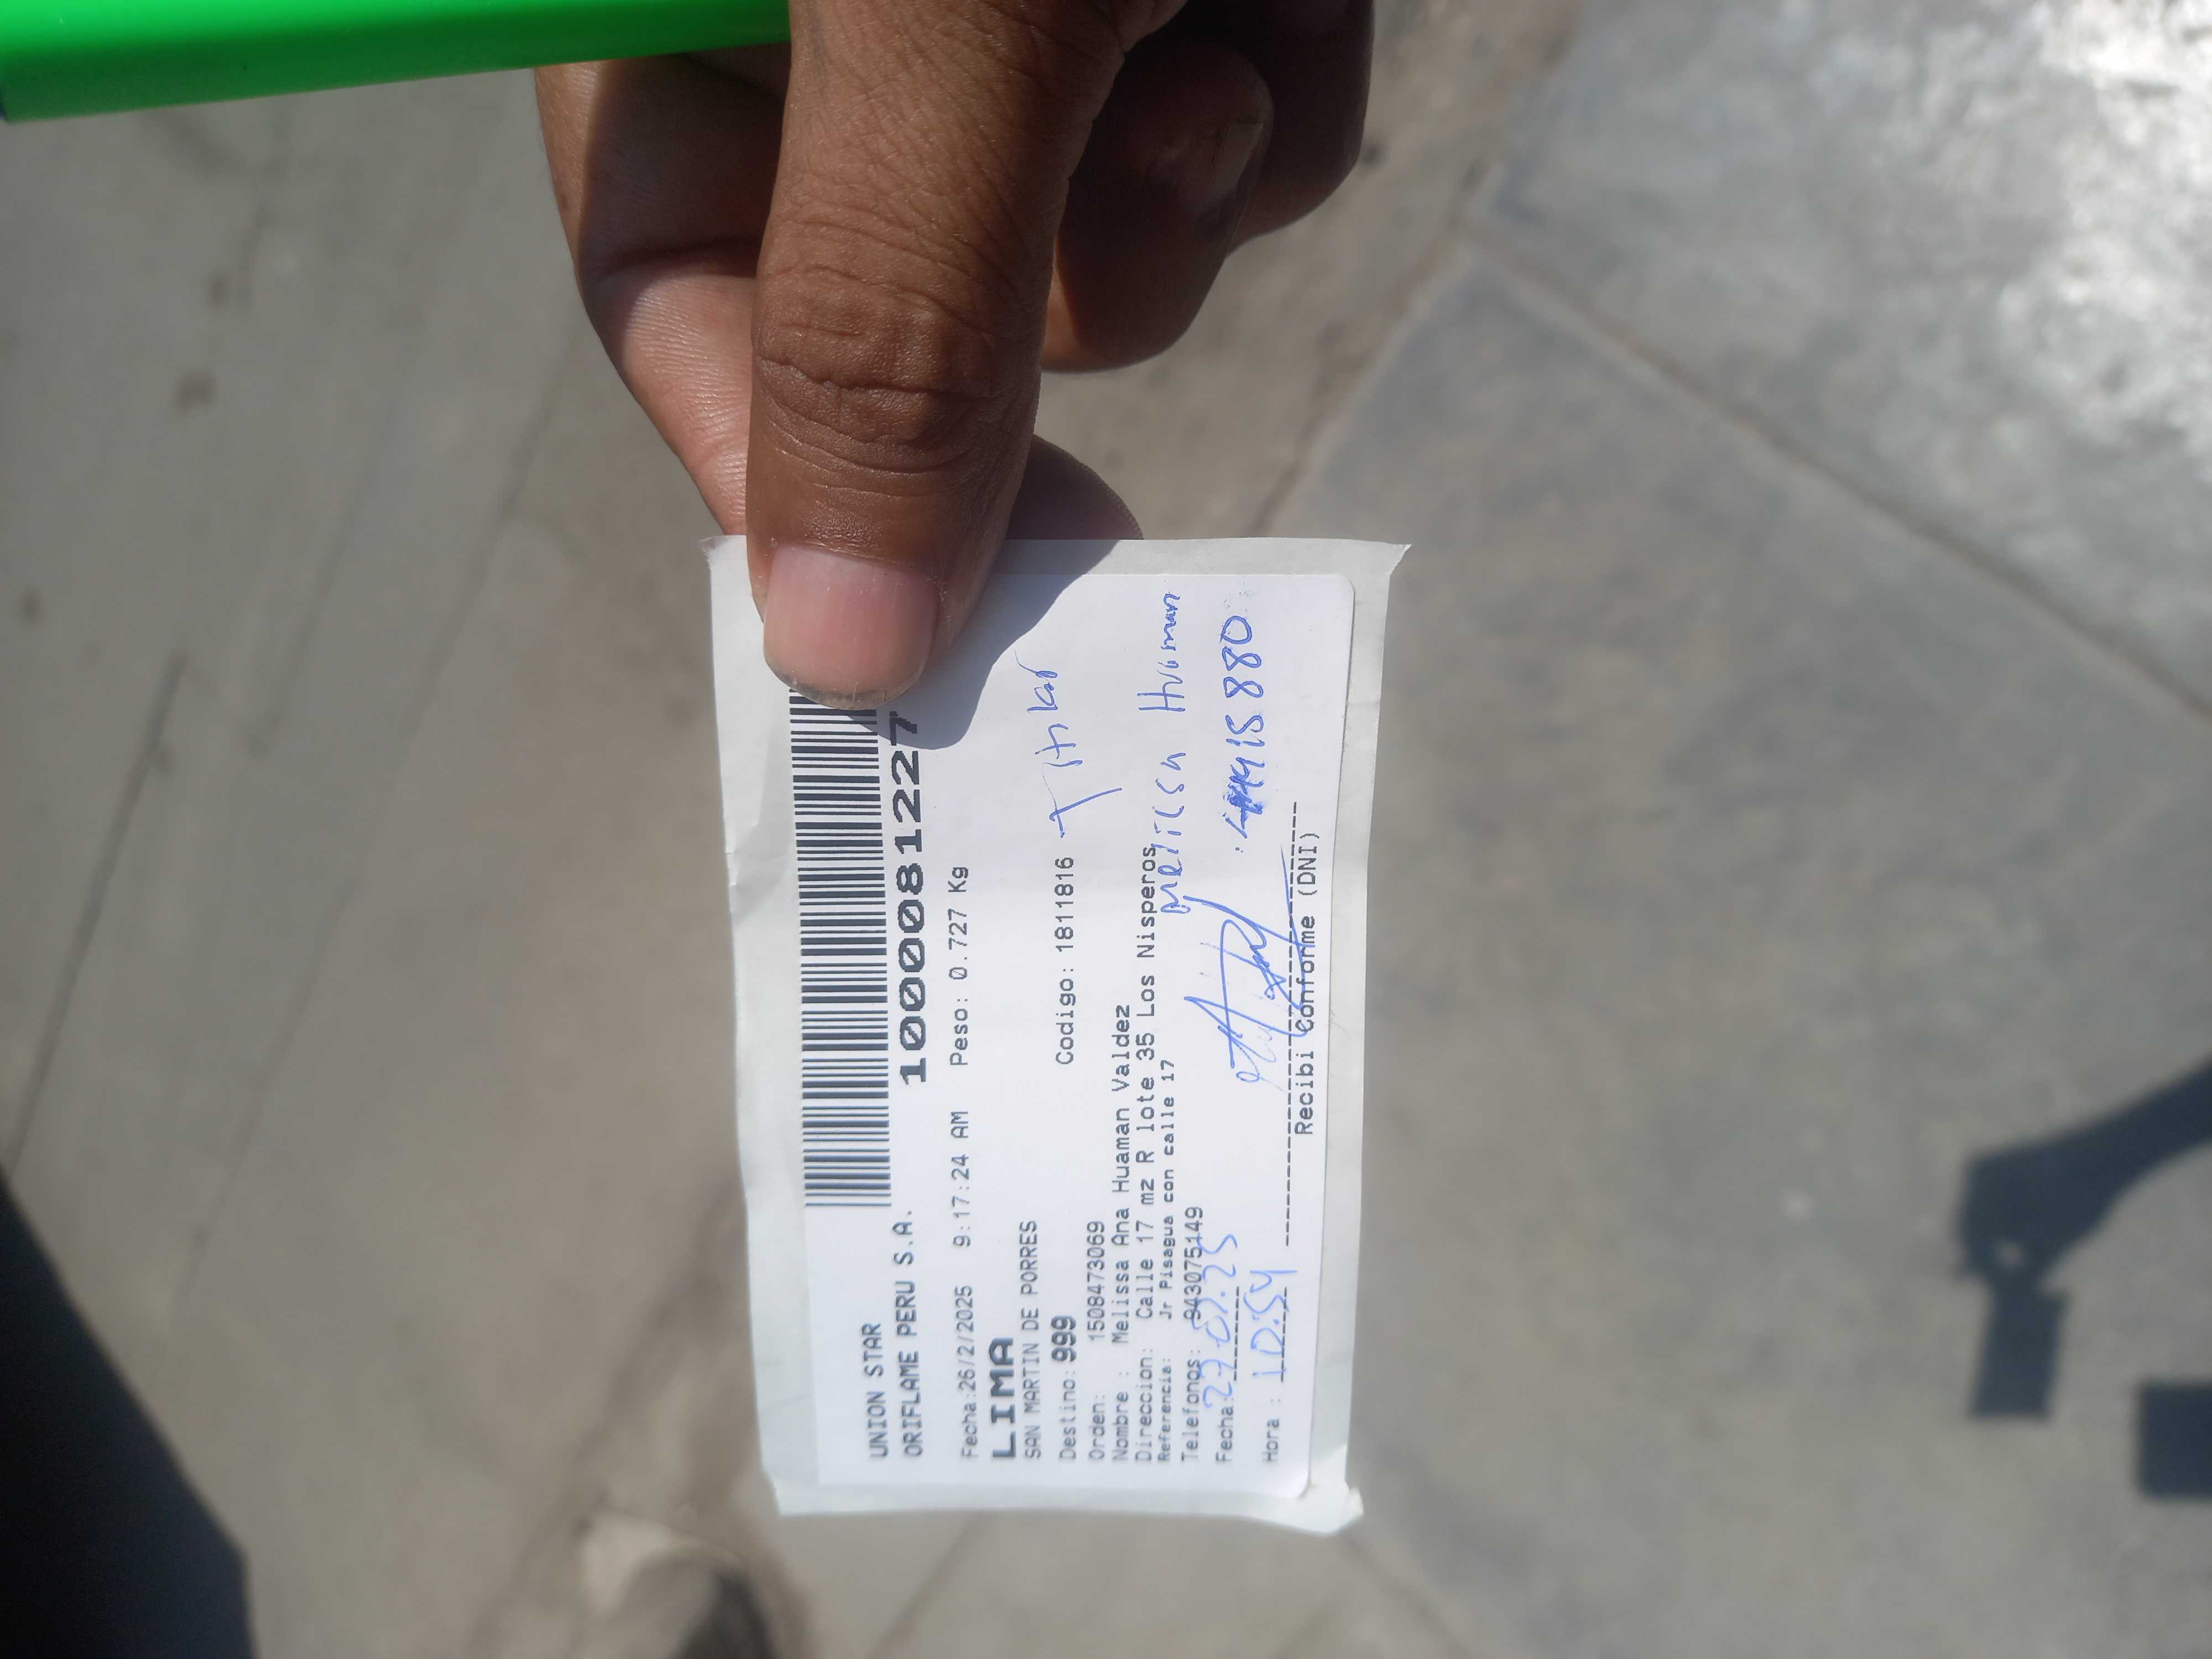 UNION STAR
ORIFLAME PERU S.A.
1000081227
Fecha:26/2/2025 9:17:24 AM Peso: 0.727 Kg
LIMA
SAN MARTIN DE PORRES
Destino: 999 Codigo: 1811816 Titular
Orden: 1508473069
Nombre : Melissa Ana Huaman Valdez
Direccion: Calle 17 mz R lote 35 Los Nisperos
Referencia: Jr Pisagua con calle 17
Melissa Huaman
Telefonos: 943075149
Fecha: 27.02.25
Hora : 10:54
Recibi Conforme (DNI)